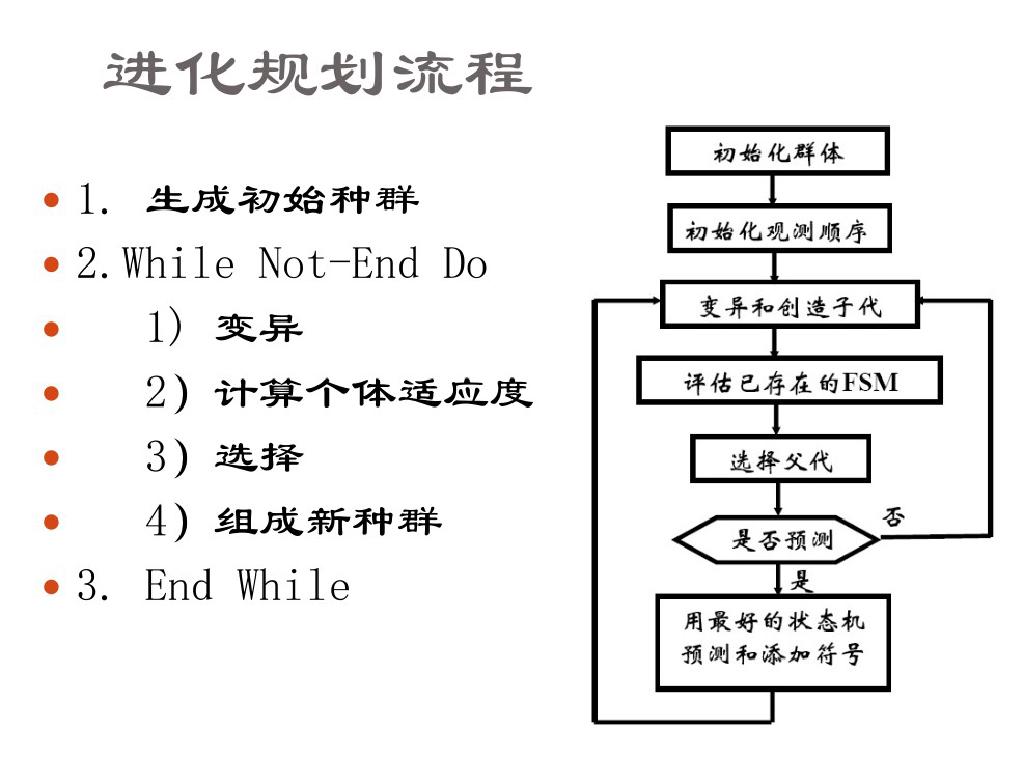 进化规划流程
1. 生成初始种群
2.While Not-End Do
1) 变异
2) 计算个体适应度
3) 选择
4) 组成新种群
3. End While
初始化群体
初始化观测顺序
变异和创造子代
评估已存在的FSM
选择父代
是否预测
否
是
用最好的状态机
预测和添加符号